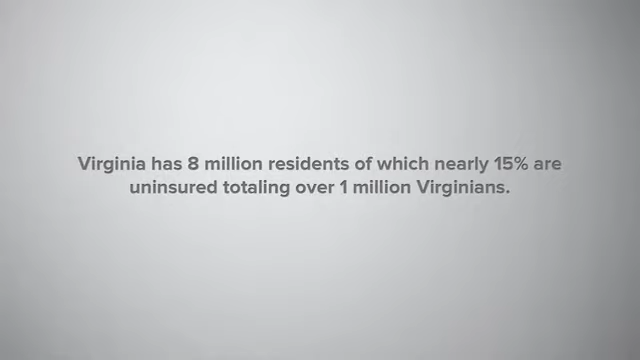 Virginia has 8 million residents of which nearly 15% are
uninsured totaling over 1 million Virginians.